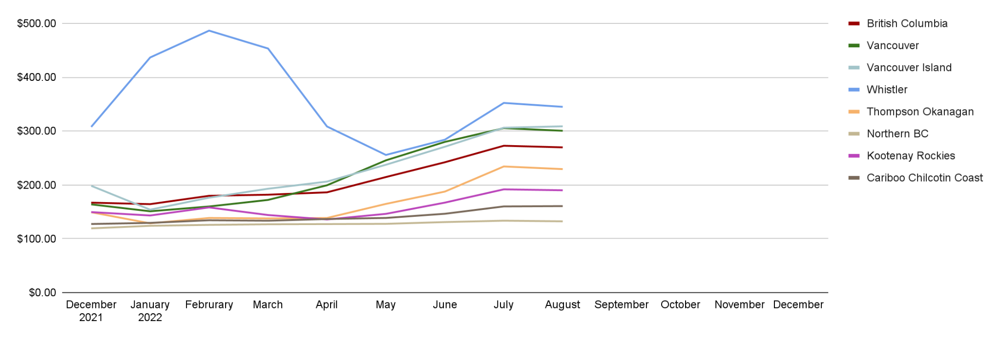 $500.00
$400.00
$300.00
$200.00
$100.00
$0.00
December 2021
January 2022
Februrary
March
April
May
June
July
August
September
October
November
December
British Columbia
Vancouver
Vancouver Island
Whistler
Thompson Okanagan
Northern BC
Kootenay Rockies
Cariboo Chilcotin Coast